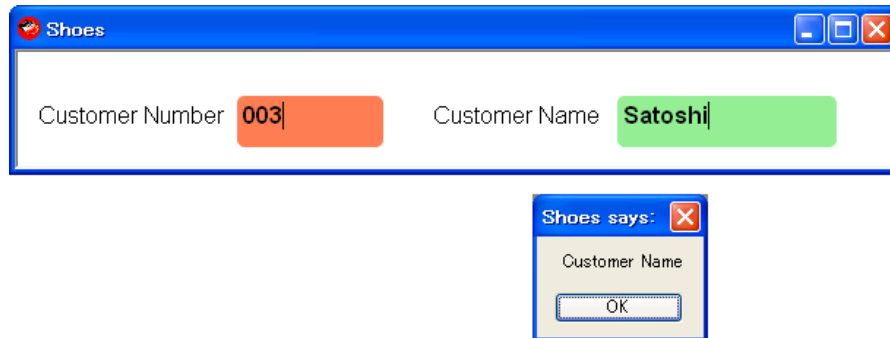 Shoes
Customer Number 003 Customer Name Satoshi
Shoes says:
Customer Name
OK